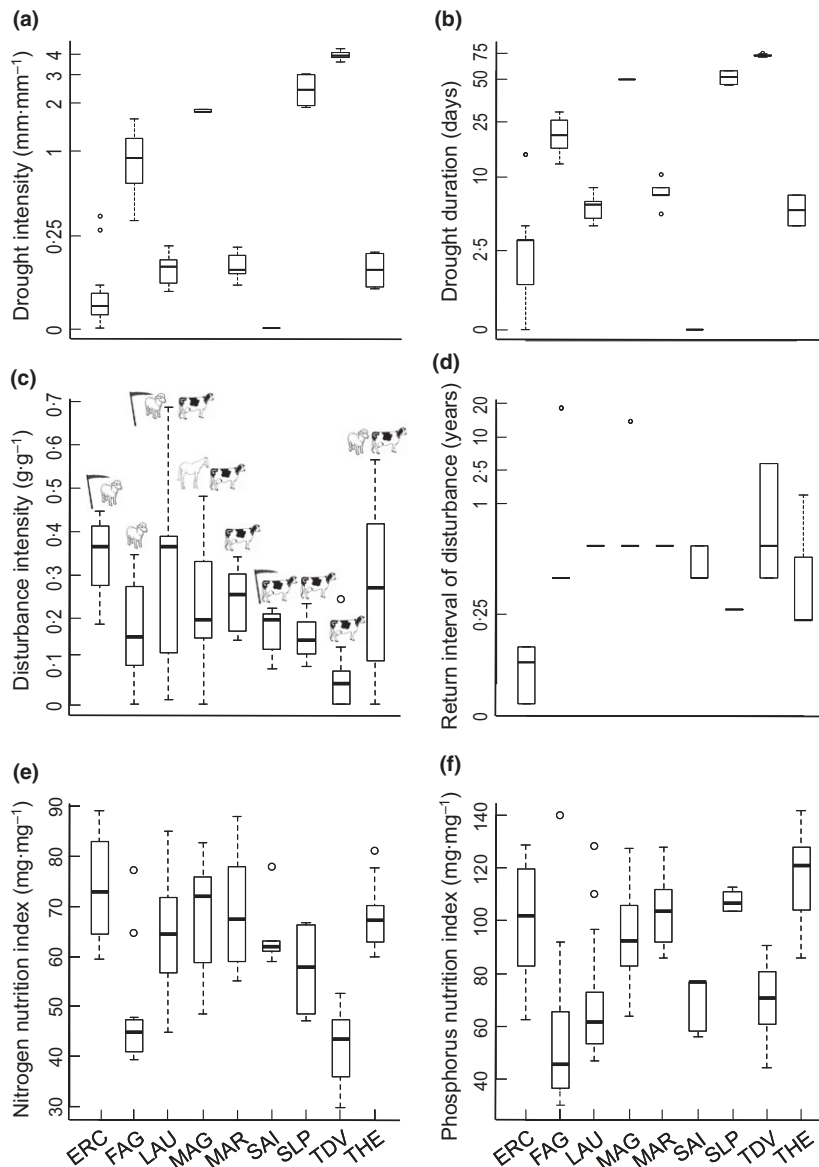 (a)
Drought intensity (mm·mm⁻¹)
4
3
2
1
0·25
0
(b)
Drought duration (days)
75
50
25
10
2·5
0
(c)
Disturbance intensity (g·g⁻¹)
0·7
0·6
0·5
0·4
0·3
0·2
0·1
0
(d)
Return interval of disturbance (years)
20
10
2·5
1
0·25
0
(e)
Nitrogen nutrition index (mg·mg⁻¹)
90
80
70
60
50
40
30
ERC FAG LAU MAG MAR SAI SLP TDV THE
(f)
Phosphorus nutrition index (mg·mg⁻¹)
140
120
100
80
60
40
ERC FAG LAU MAG MAR SAI SLP TDV THE